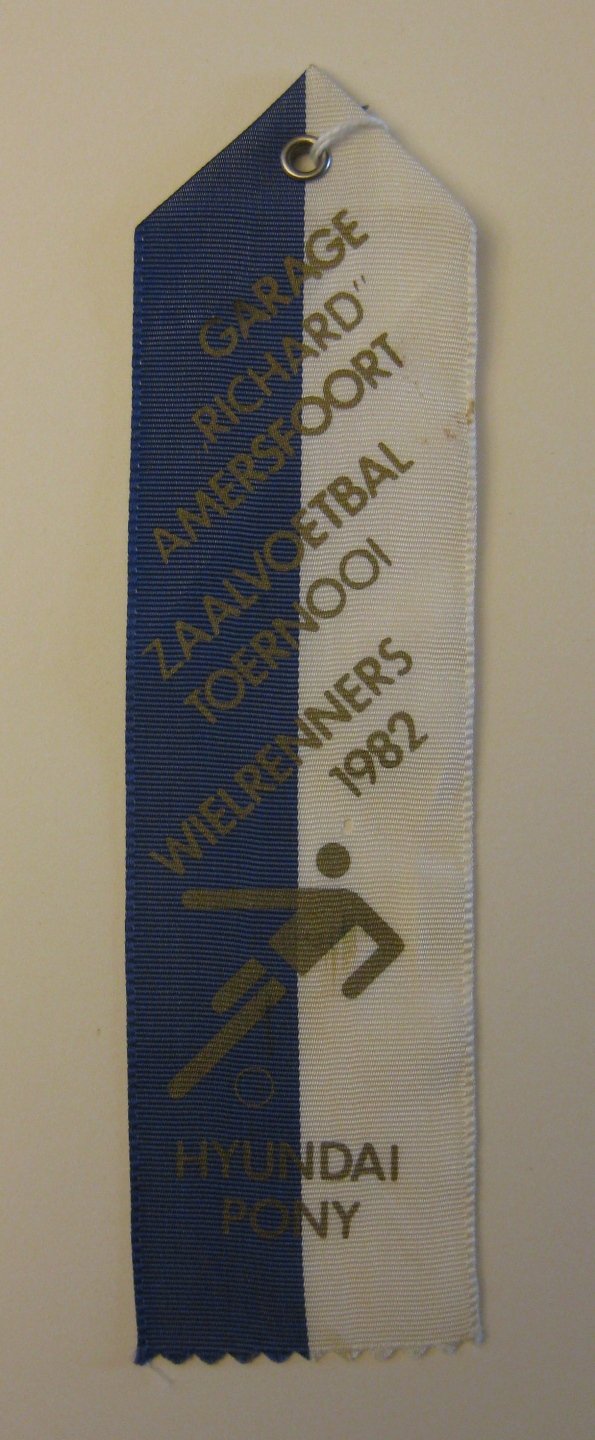 GARAGE
„RICHARD”
AMERSFOORT
ZAALVOETBAL
TOERNOOI
WIELRENNERS
1982
HYUNDAI
PONY